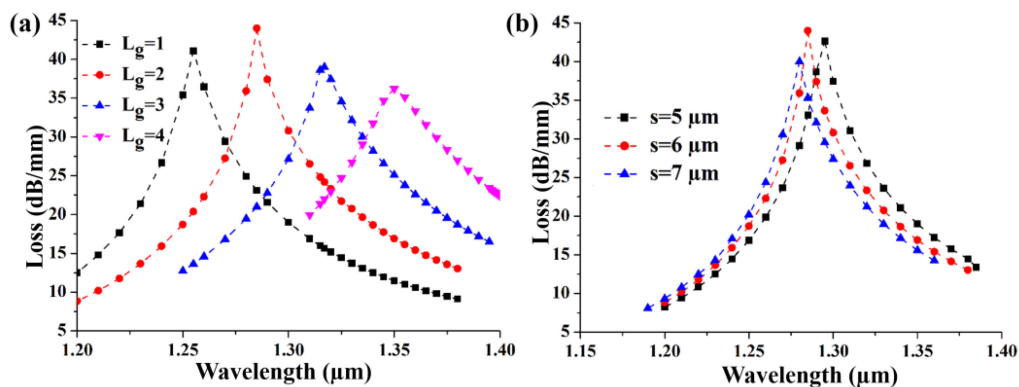 (a)
Loss (dB/mm)
45
40
35
30
25
20
15
10
5
Lg=1
Lg=2
Lg=3
Lg=4
1.20 1.25 1.30 1.35 1.40
Wavelength (μm)
(b)
Loss (dB/mm)
45
40
35
30
25
20
15
10
5
s=5 μm
s=6 μm
s=7 μm
1.15 1.20 1.25 1.30 1.35 1.40
Wavelength (μm)